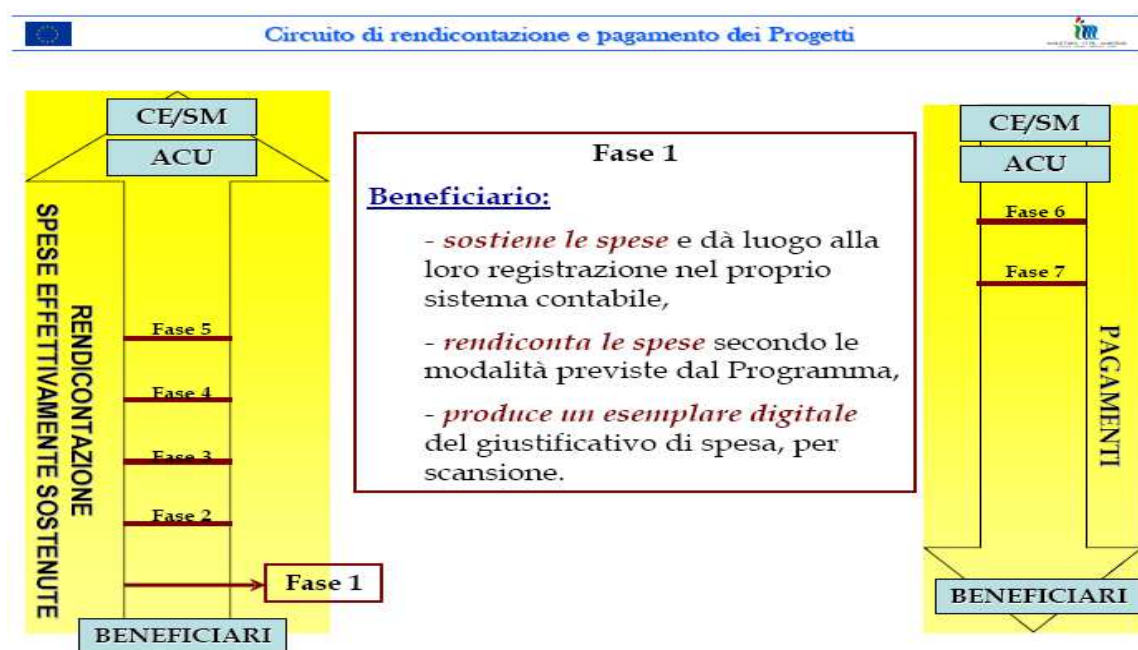 Circuito di rendicontazione e pagamento dei Progetti
CE/SM
ACU
SPESE EFFETTIVAMENTE SOSTENUTE
RENDICONTAZIONE
Fase 5
Fase 4
Fase 3
Fase 2
Fase 1
BENEFICIARI
Fase 1
Beneficiario:
- sostiene le spese e dà luogo alla
loro registrazione nel proprio
sistema contabile,
- rendiconta le spese secondo le
modalità previste dal Programma,
- produce un esemplare digitale
del giustificativo di spesa, per
scansione.
CE/SM
ACU
Fase 6
Fase 7
PAGAMENTI
BENEFICIARI